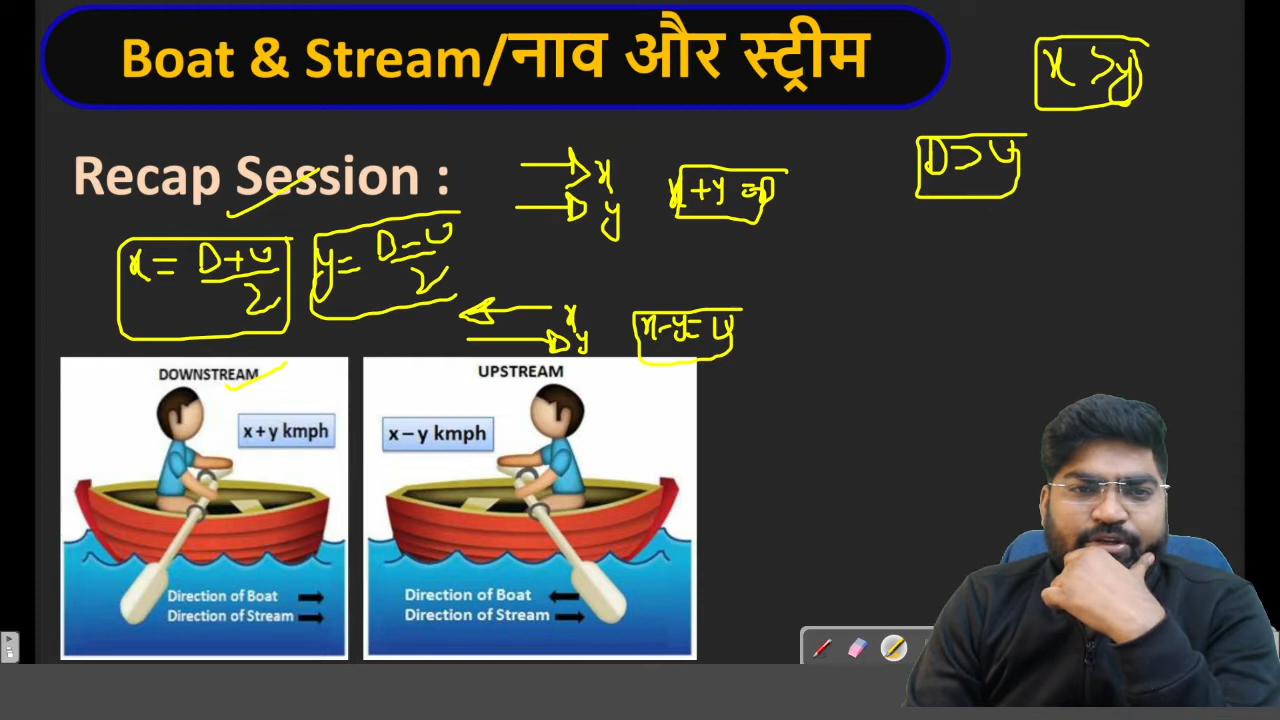 Boat & Stream/नाव और स्ट्रीम
x > y
D > U
Recap Session :
x
y
x + y = D
x = D+U/2
y = D-U/2
x
y
x - y = U
DOWNSTREAM
x + y kmph
Direction of Boat
Direction of Stream
UPSTREAM
x – y kmph
Direction of Boat
Direction of Stream